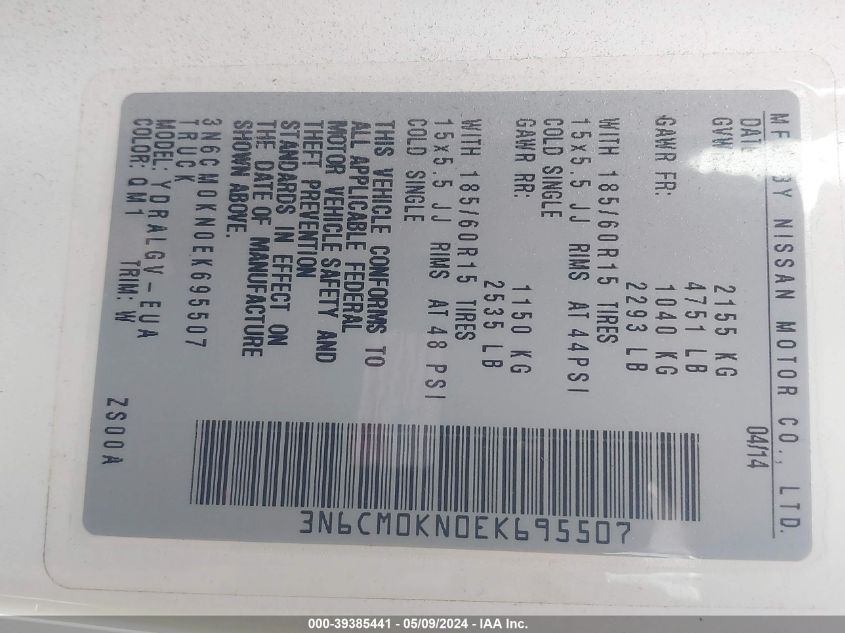 MFD BY NISSAN MOTOR CO., LTD.
DATE 04/14
GVW 2155 KG
4751 LB
GAWR FR: 1040 KG
2293 LB
WITH 185/60R15 TIRES
15x5.5 JJ RIMS AT 44PSI
COLD SINGLE
GAWR RR: 1150 KG
2535 LB
WITH 185/60R15 TIRES
15x5.5 JJ RIMS AT 48 PSI
COLD SINGLE
THIS VEHICLE CONFORMS TO
ALL APPLICABLE FEDERAL
MOTOR VEHICLE SAFETY AND
THEFT PREVENTION
STANDARDS IN EFFECT ON
THE DATE OF MANUFACTURE
SHOWN ABOVE.
3N6CM0KN0EK695507
TRUCK
MODEL: YDRALGV-EUA
COLOR: QM1 TRIM: W ZS00A
3N6CM0KN0EK695507
000-39385441 - 05/09/2024 - IAA Inc.